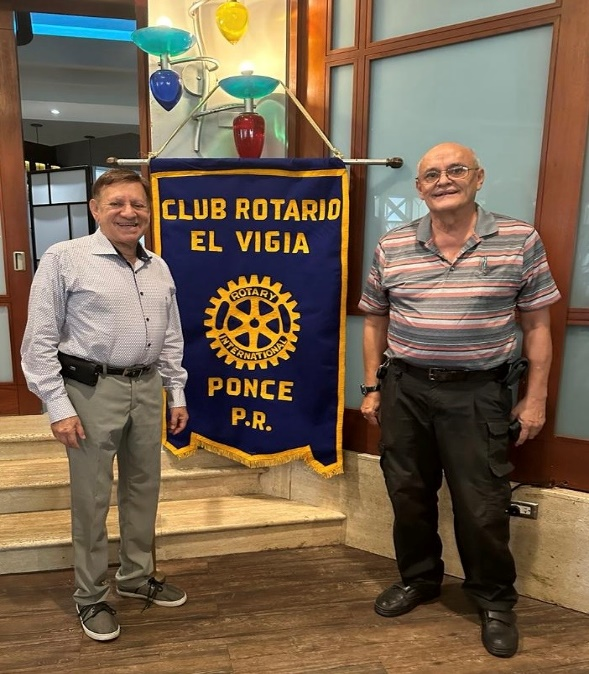 CLUB ROTARIO
EL VIGIA
ROTARY
INTERNATIONAL
PONCE
P.R.